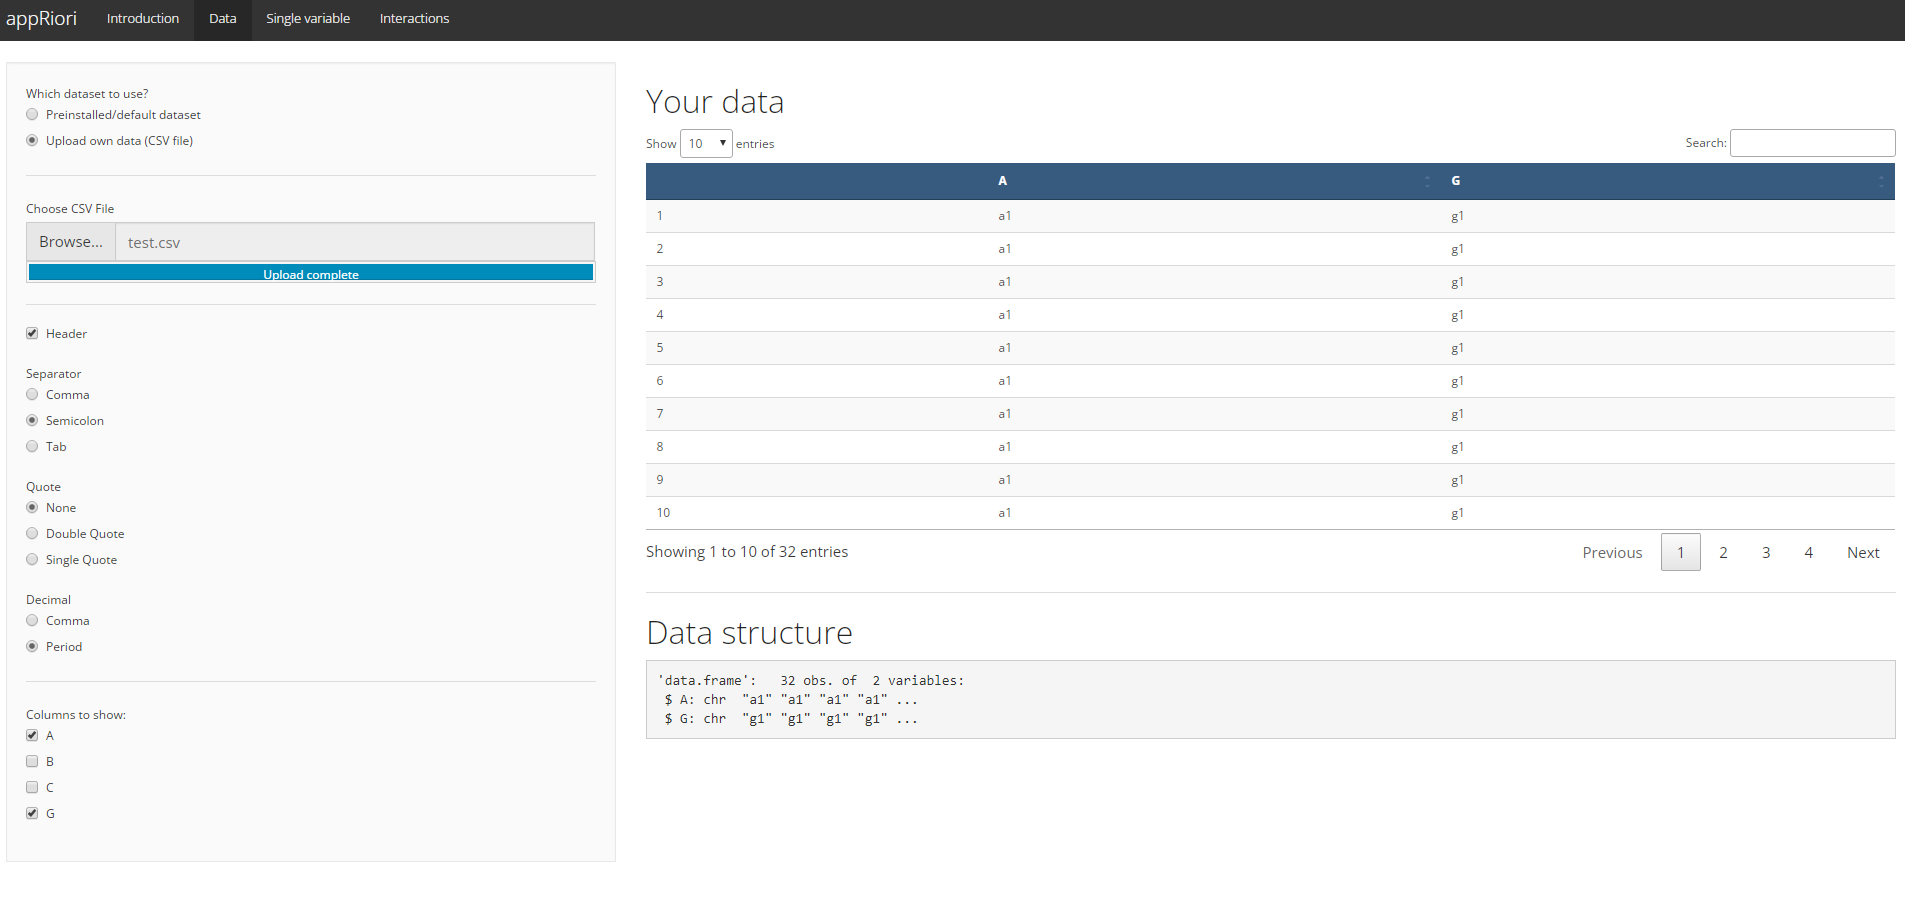 appRiori Introduction Data Single variable Interactions
Which dataset to use?
Preinstalled/default dataset
Upload own data (CSV file)
Choose CSV File
Browse... test.csv
Upload complete
Header
Separator
Comma
Semicolon
Tab
Quote
None
Double Quote
Single Quote
Decimal
Comma
Period
Columns to show:
A
B
C
G
Your data
Show 10 entries Search:
A G
1 a1 g1
2 a1 g1
3 a1 g1
4 a1 g1
5 a1 g1
6 a1 g1
7 a1 g1
8 a1 g1
9 a1 g1
10 a1 g1
Showing 1 to 10 of 32 entries Previous 1 2 3 4 Next
Data structure
'data.frame': 32 obs. of 2 variables:
$ A: chr "a1" "a1" "a1" "a1" ...
$ G: chr "g1" "g1" "g1" "g1" ...